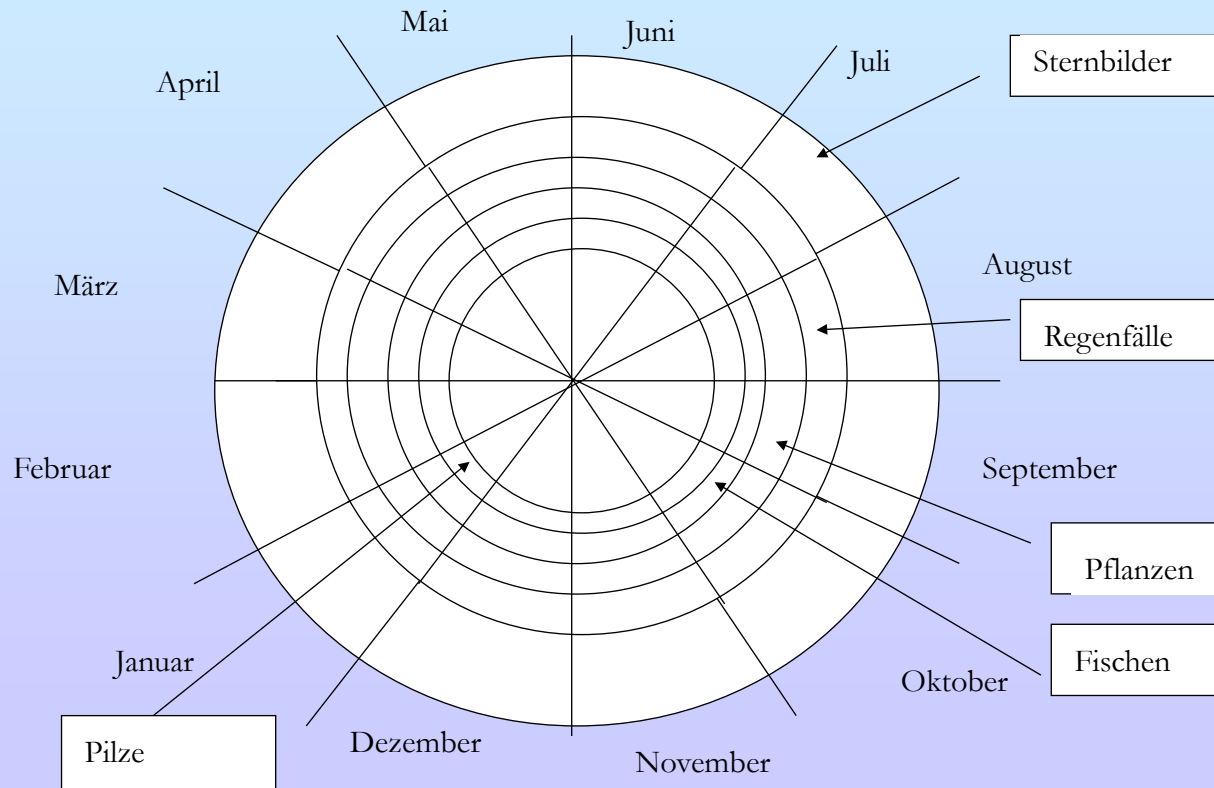 Mai
Juni
Juli
Sternbilder
April
August
März
Regenfälle
Februar
September
Pflanzen
Januar
Fischen
Oktober
Pilze
Dezember
November